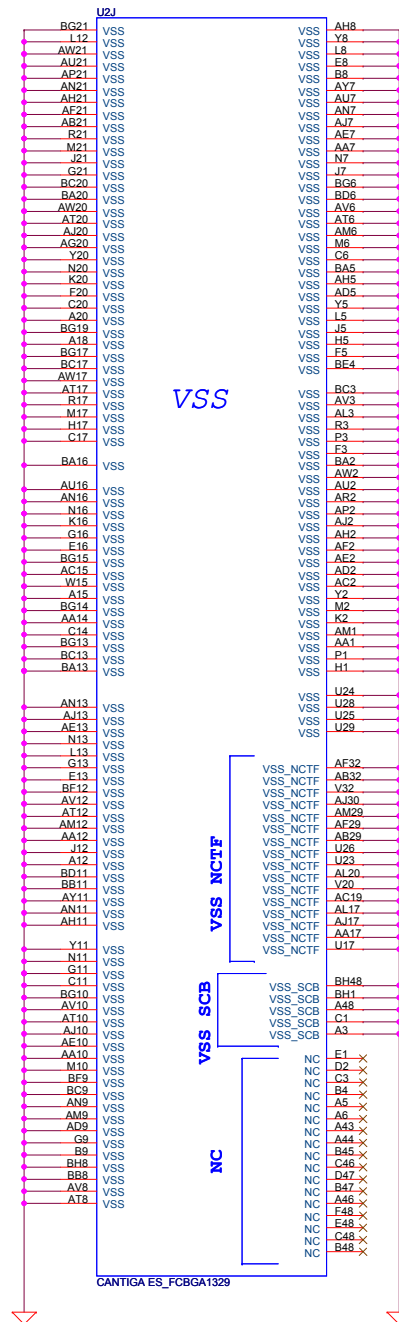 U2J
BG21 VSS VSS AH8
L12 VSS VSS Y8
AW21 VSS VSS L8
AU21 VSS VSS E8
AP21 VSS VSS B8
AN21 VSS VSS AY7
AH21 VSS VSS AU7
AF21 VSS VSS AN7
AB21 VSS VSS AJ7
R21 VSS VSS AE7
M21 VSS VSS AA7
J21 VSS VSS N7
G21 VSS VSS J7
BC20 VSS VSS BG6
BA20 VSS VSS BD6
AW20 VSS VSS AV6
AT20 VSS VSS AT6
AJ20 VSS VSS AM6
AG20 VSS VSS M6
Y20 VSS VSS C6
N20 VSS VSS BA5
K20 VSS VSS AH5
F20 VSS VSS AD5
C20 VSS VSS Y5
A20 VSS VSS L5
BG19 VSS VSS J5
A18 VSS VSS H5
BG17 VSS VSS F5
BC17 VSS VSS BE4
AW17 VSS
AT17 VSS VSS BC3
VSS
R17 VSS VSS AV3
M17 VSS VSS AL3
H17 VSS VSS R3
C17 VSS VSS P3
VSS F3
BA16 VSS VSS BA2
VSS AW2
AU16 VSS VSS AU2
AN16 VSS VSS AR2
N16 VSS VSS AP2
K16 VSS VSS AJ2
G16 VSS VSS AH2
E16 VSS VSS AF2
BG15 VSS VSS AE2
AC15 VSS VSS AD2
W15 VSS VSS AC2
A15 VSS VSS Y2
BG14 VSS VSS M2
AA14 VSS VSS K2
C14 VSS VSS AM1
BG13 VSS VSS AA1
BC13 VSS VSS P1
BA13 VSS VSS H1
VSS U24
AN13 VSS VSS U28
AJ13 VSS VSS U25
AE13 VSS VSS U29
N13 VSS
L13 VSS
G13 VSS VSS_NCTF AF32
E13 VSS VSS_NCTF AB32
BF12 VSS VSS_NCTF V32
AV12 VSS VSS_NCTF AJ30
AT12 VSS VSS_NCTF AM29
AM12 VSS VSS_NCTF AF29
AA12 VSS VSS_NCTF AB29
J12 VSS VSS_NCTF U26
A12 VSS VSS_NCTF U23
BD11 VSS VSS_NCTF AL20
BB11 VSS VSS_NCTF V20
AY11 VSS VSS_NCTF AC19
AN11 VSS VSS_NCTF AL17
AH11 VSS VSS_NCTF AJ17
VSS_NCTF AA17
Y11 VSS VSS_NCTF U17
VSS NCTF
N11 VSS
G11 VSS
C11 VSS VSS_SCB BH48
BG10 VSS VSS_SCB BH1
AV10 VSS VSS_SCB A48
AT10 VSS VSS_SCB C1
AJ10 VSS VSS_SCB A3
VSS SCB
AE10 VSS
AA10 VSS NC E1
M10 VSS NC D2
BF9 VSS NC C3
BC9 VSS NC B4
AN9 VSS NC A5
AM9 VSS NC A6
AD9 VSS NC A43
G9 VSS NC A44
B9 VSS NC B45
BH8 VSS NC C46
BB8 VSS NC D47
AV8 VSS NC B47
AT8 VSS NC A46
NC F48
NC E48
NC C48
NC B48
NC
CANTIGA ES_FCBGA1329